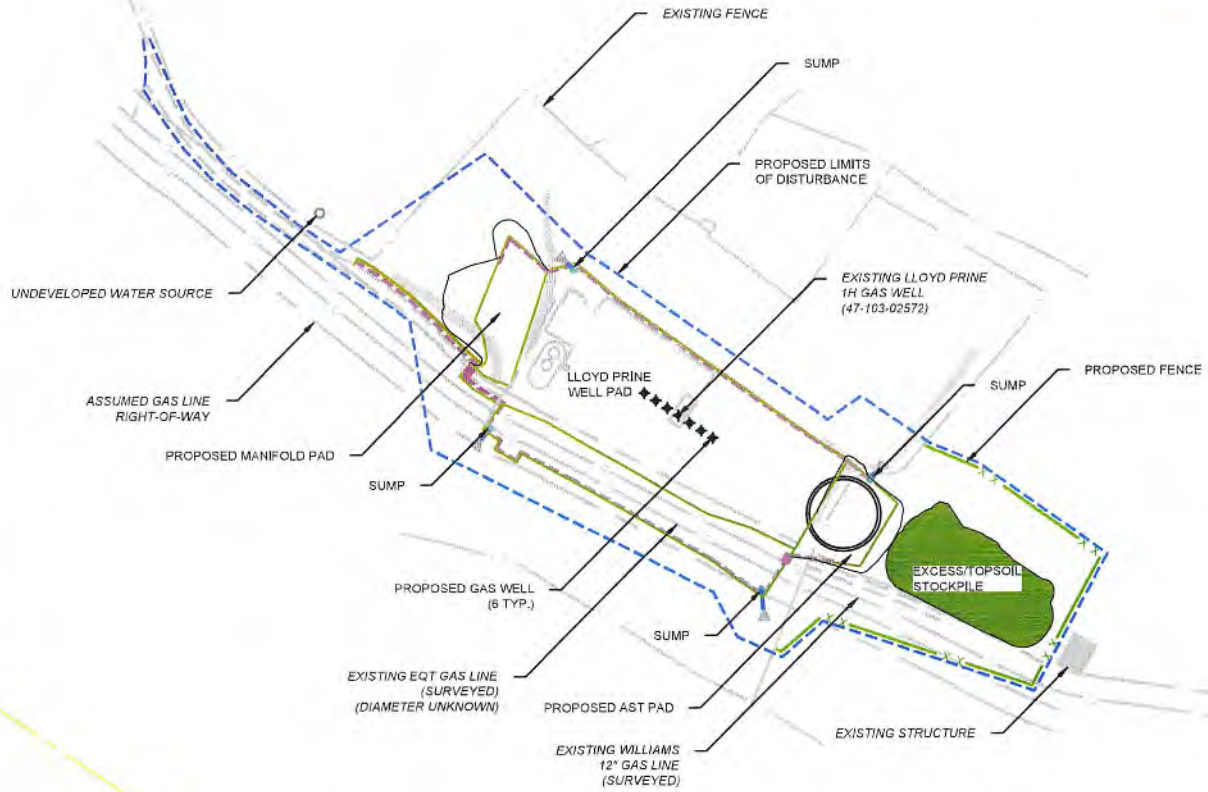 EXISTING FENCE
SUMP
PROPOSED LIMITS
OF DISTURBANCE
UNDEVELOPED WATER SOURCE
EXISTING LLOYD PRINE
1H GAS WELL
(47-103-02572)
PROPOSED FENCE
SUMP
LLOYD PRINE
WELL PAD
ASSUMED GAS LINE
RIGHT-OF-WAY
PROPOSED MANIFOLD PAD
SUMP
EXCESS/TOPSOIL
STOCKPILE
PROPOSED GAS WELL
(6 TYP.)
SUMP
EXISTING EQT GAS LINE
(SURVEYED)
(DIAMETER UNKNOWN)
PROPOSED AST PAD
EXISTING STRUCTURE
EXISTING WILLIAMS
12" GAS LINE
(SURVEYED)